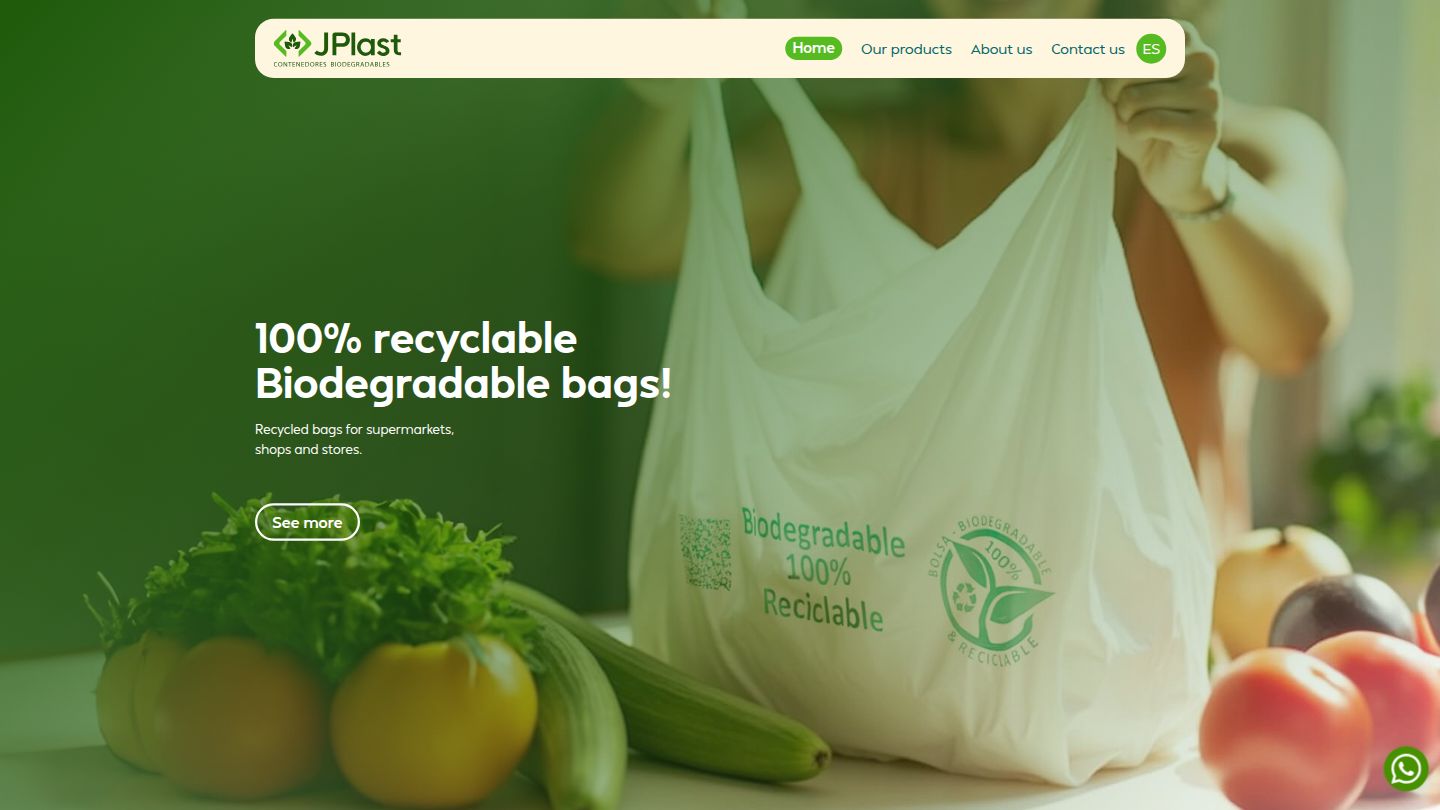 JPlast
CONTENEDORES BIODEGRADABLES
Home
Our products
About us
Contact us
ES
100% recyclable
Biodegradable bags!
Recycled bags for supermarkets,
shops and stores.
See more
Biodegradable
100%
Reciclable
BOLSA · BIODEGRADABLE
100%
& RECICLABLE